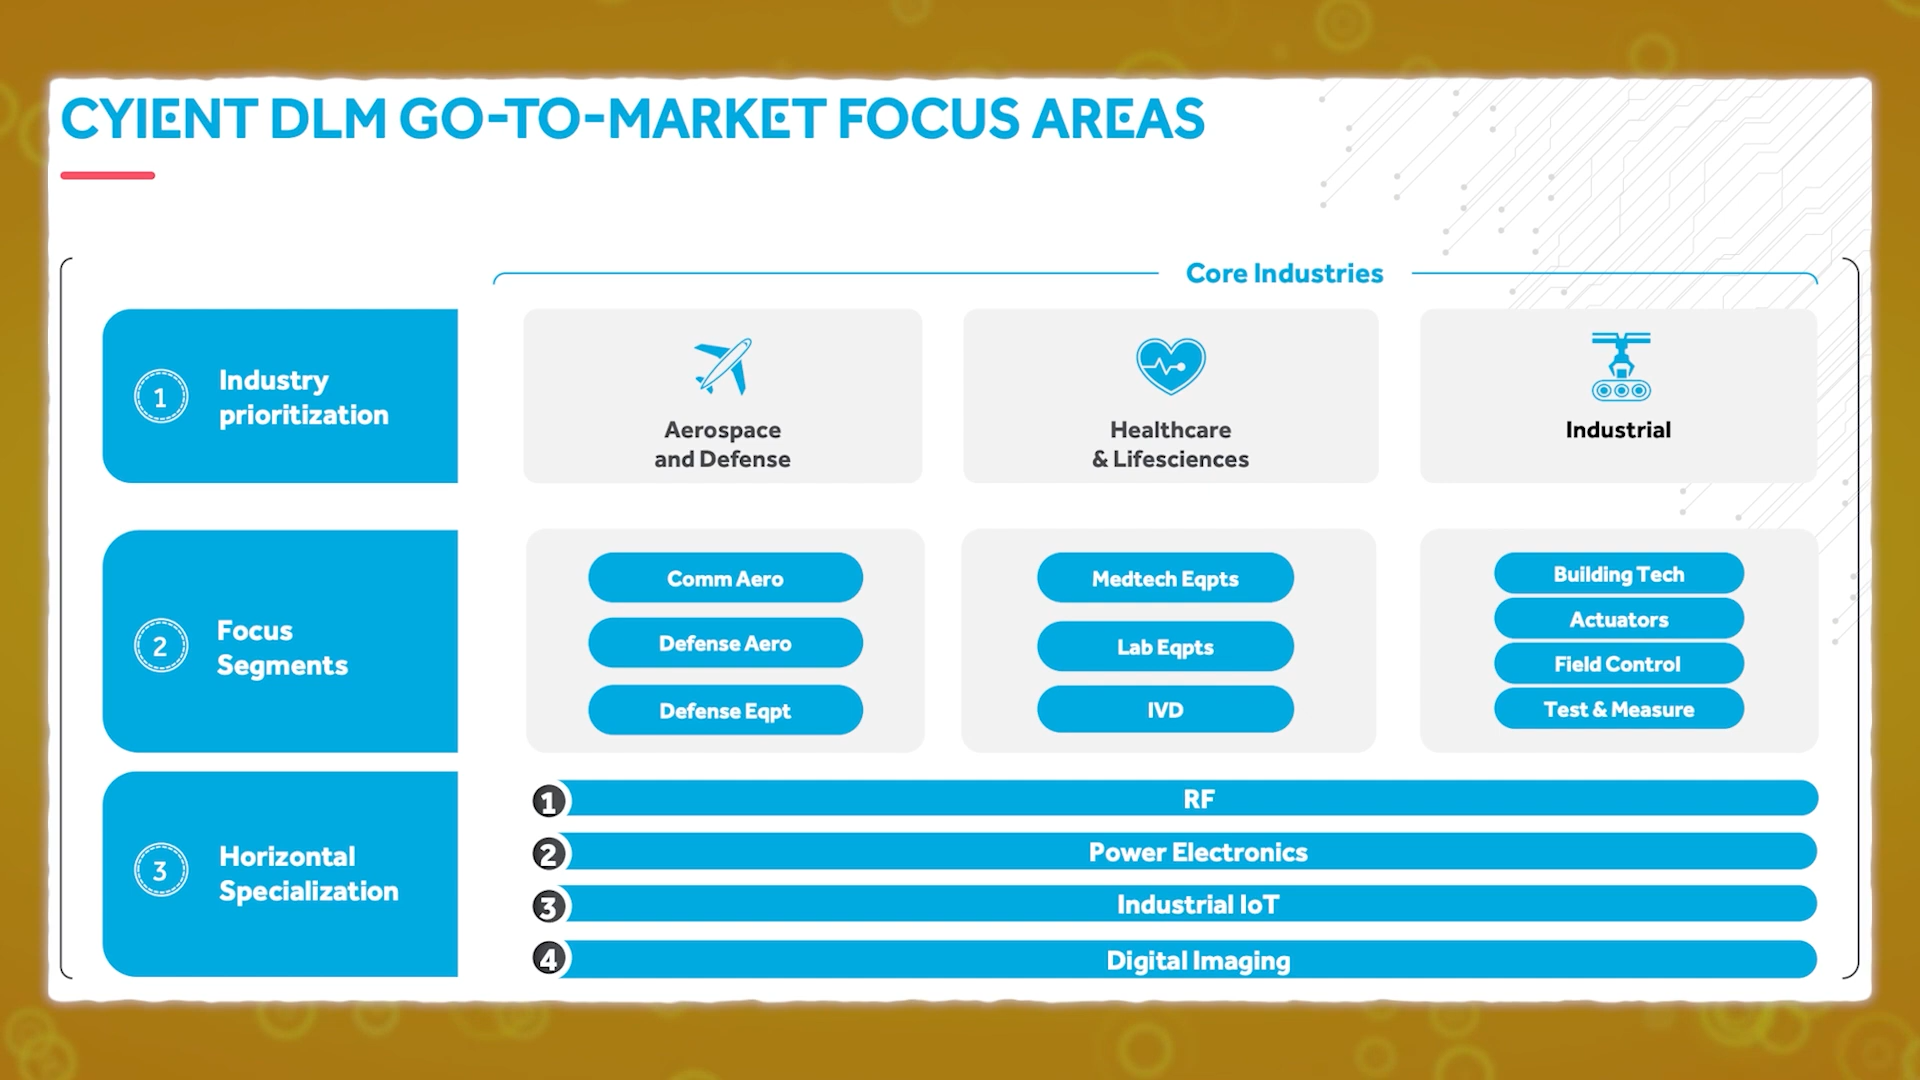 CYIENT DLM GO-TO-MARKET FOCUS AREAS
Core Industries
1
Industry
prioritization
Aerospace
and Defense
Healthcare
& Lifesciences
Industrial
2
Focus
Segments
Comm Aero
Defense Aero
Defense Eqpt
Medtech Eqpts
Lab Eqpts
IVD
Building Tech
Actuators
Field Control
Test & Measure
3
Horizontal
Specialization
1 RF
2 Power Electronics
3 Industrial IoT
4 Digital Imaging